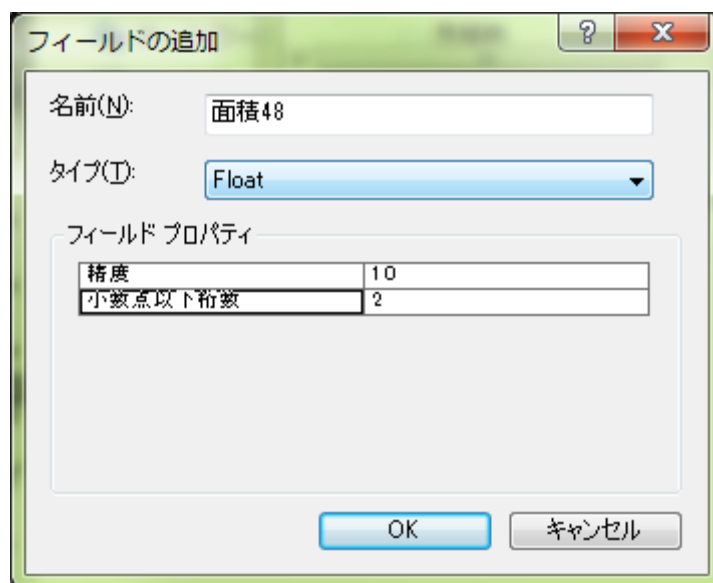 フィールドの追加
名前(N): 面積48
タイプ(T): Float
フィールド プロパティ
精度 10
小数点以下桁数 2
OK キャンセル